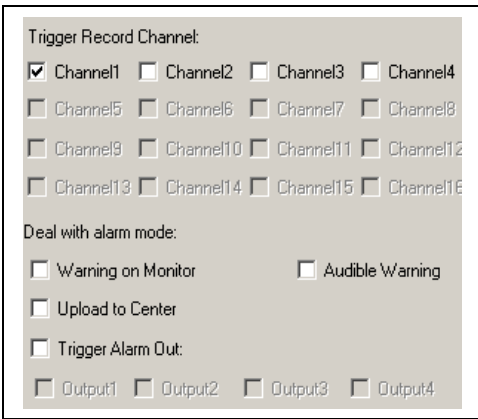 Trigger Record Channel:
Channel1 Channel2 Channel3 Channel4
Channel5 Channel6 Channel7 Channel8
Channel9 Channel10 Channel11 Channel12
Channel13 Channel14 Channel15 Channel16
Deal with alarm mode:
Warning on Monitor Audible Warning
Upload to Center
Trigger Alarm Out:
Output1 Output2 Output3 Output4